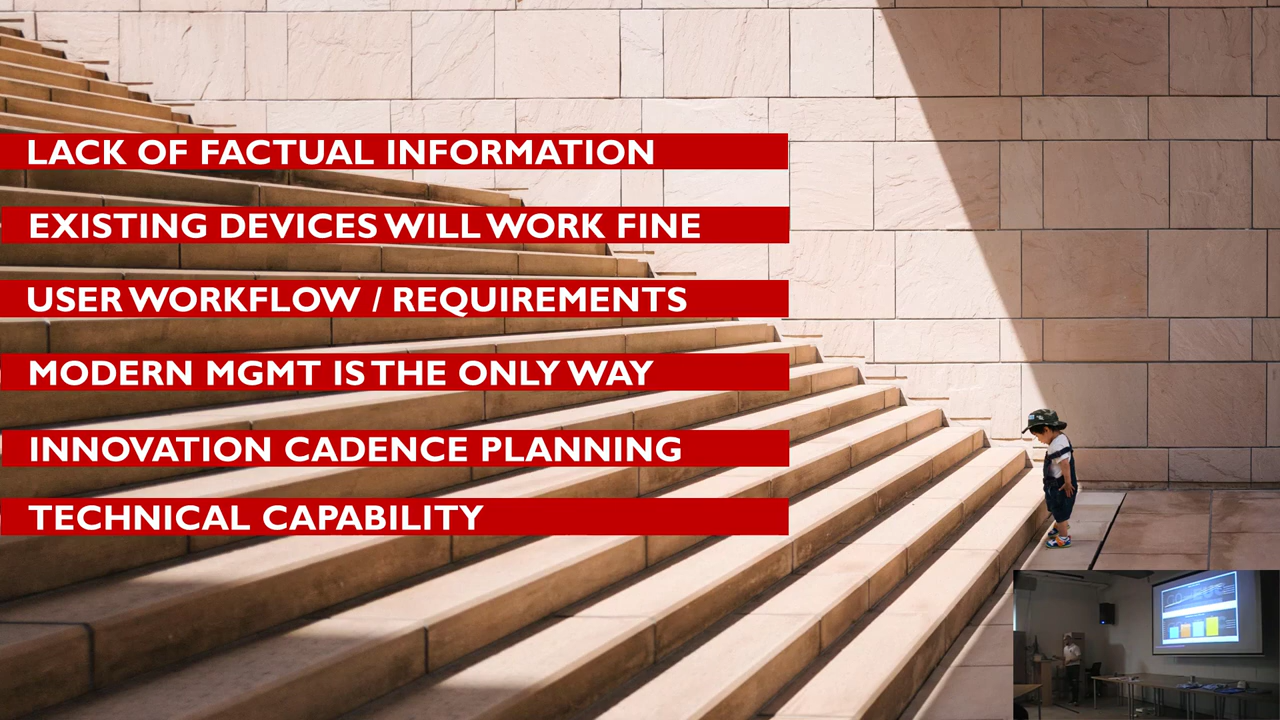 LACK OF FACTUAL INFORMATION
EXISTING DEVICES WILL WORK FINE
USER WORKFLOW / REQUIREMENTS
MODERN MGMT IS THE ONLY WAY
INNOVATION CADENCE PLANNING
TECHNICAL CAPABILITY